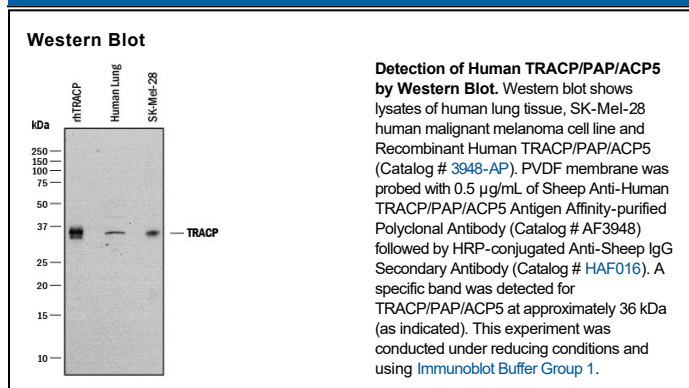 Western Blot
rhTRACP
Human Lung
SK-Mel-28
kDa
250
150
100
75
50
37
25
20
15
10
TRACP
Detection of Human TRACP/PAP/ACP5
by Western Blot. Western blot shows
lysates of human lung tissue, SK-Mel-28
human malignant melanoma cell line and
Recombinant Human TRACP/PAP/ACP5
(Catalog # 3948-AP). PVDF membrane was
probed with 0.5 µg/mL of Sheep Anti-Human
TRACP/PAP/ACP5 Antigen Affinity-purified
Polyclonal Antibody (Catalog # AF3948)
followed by HRP-conjugated Anti-Sheep IgG
Secondary Antibody (Catalog # HAF016). A
specific band was detected for
TRACP/PAP/ACP5 at approximately 36 kDa
(as indicated). This experiment was
conducted under reducing conditions and
using Immunoblot Buffer Group 1.